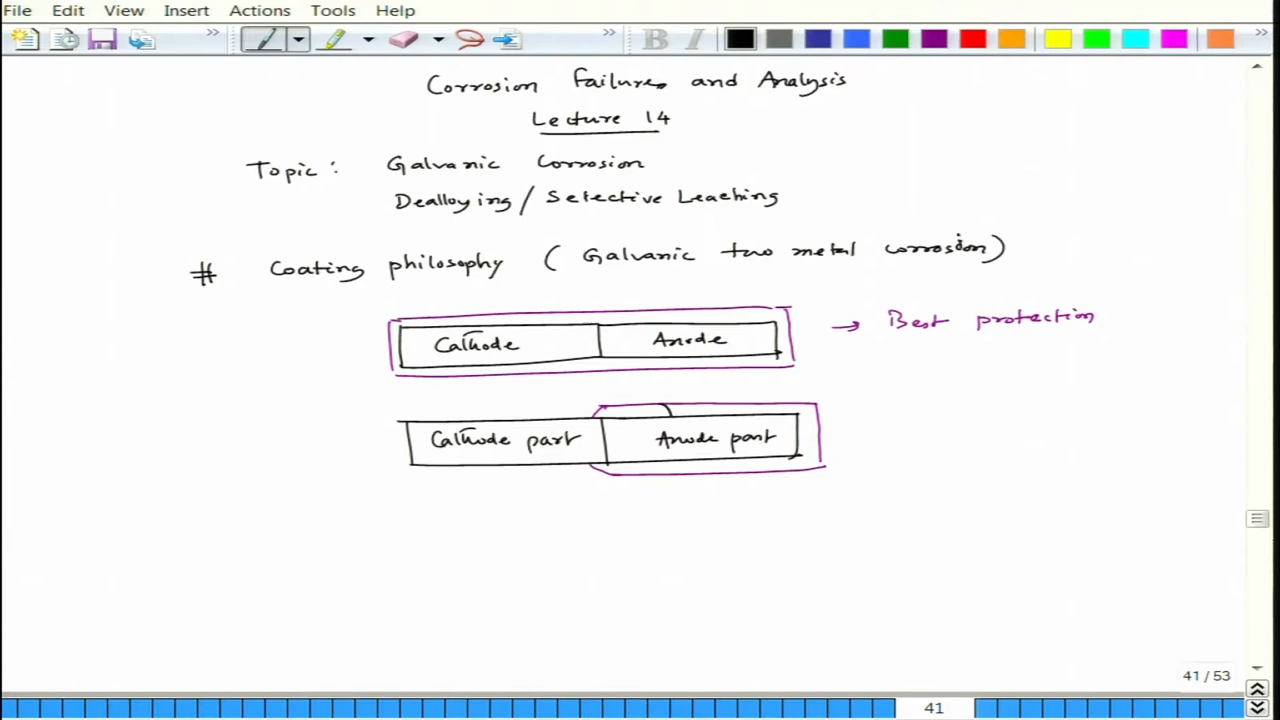 File Edit View Insert Actions Tools Help
B I
Corrosion Failures and Analysis
Lecture 14
Topic : Galvanic Corrosion
Dealloying / Selective Leaching
# Coating philosophy ( Galvanic two metal corrosion)
Cathode Anode → Best protection
Cathode part Anode part
41 / 53
41